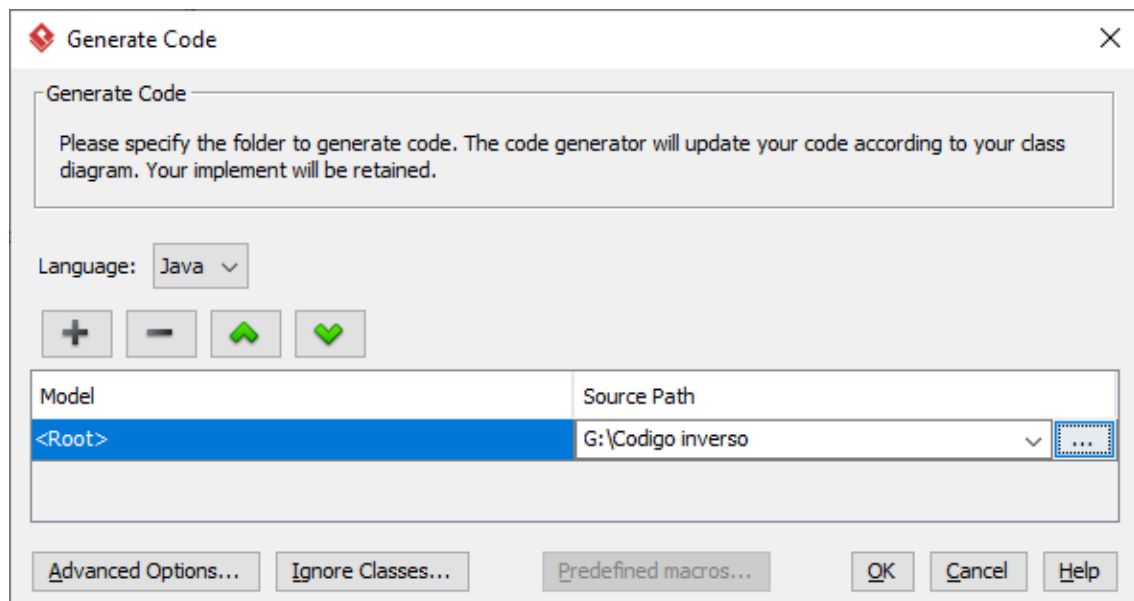 Generate Code
Generate Code
Please specify the folder to generate code. The code generator will update your code according to your class
diagram. Your implement will be retained.
Language: Java
Model Source Path
<Root> G:\Codigo inverso ...
Advanced Options... Ignore Classes... Predefined macros... OK Cancel Help